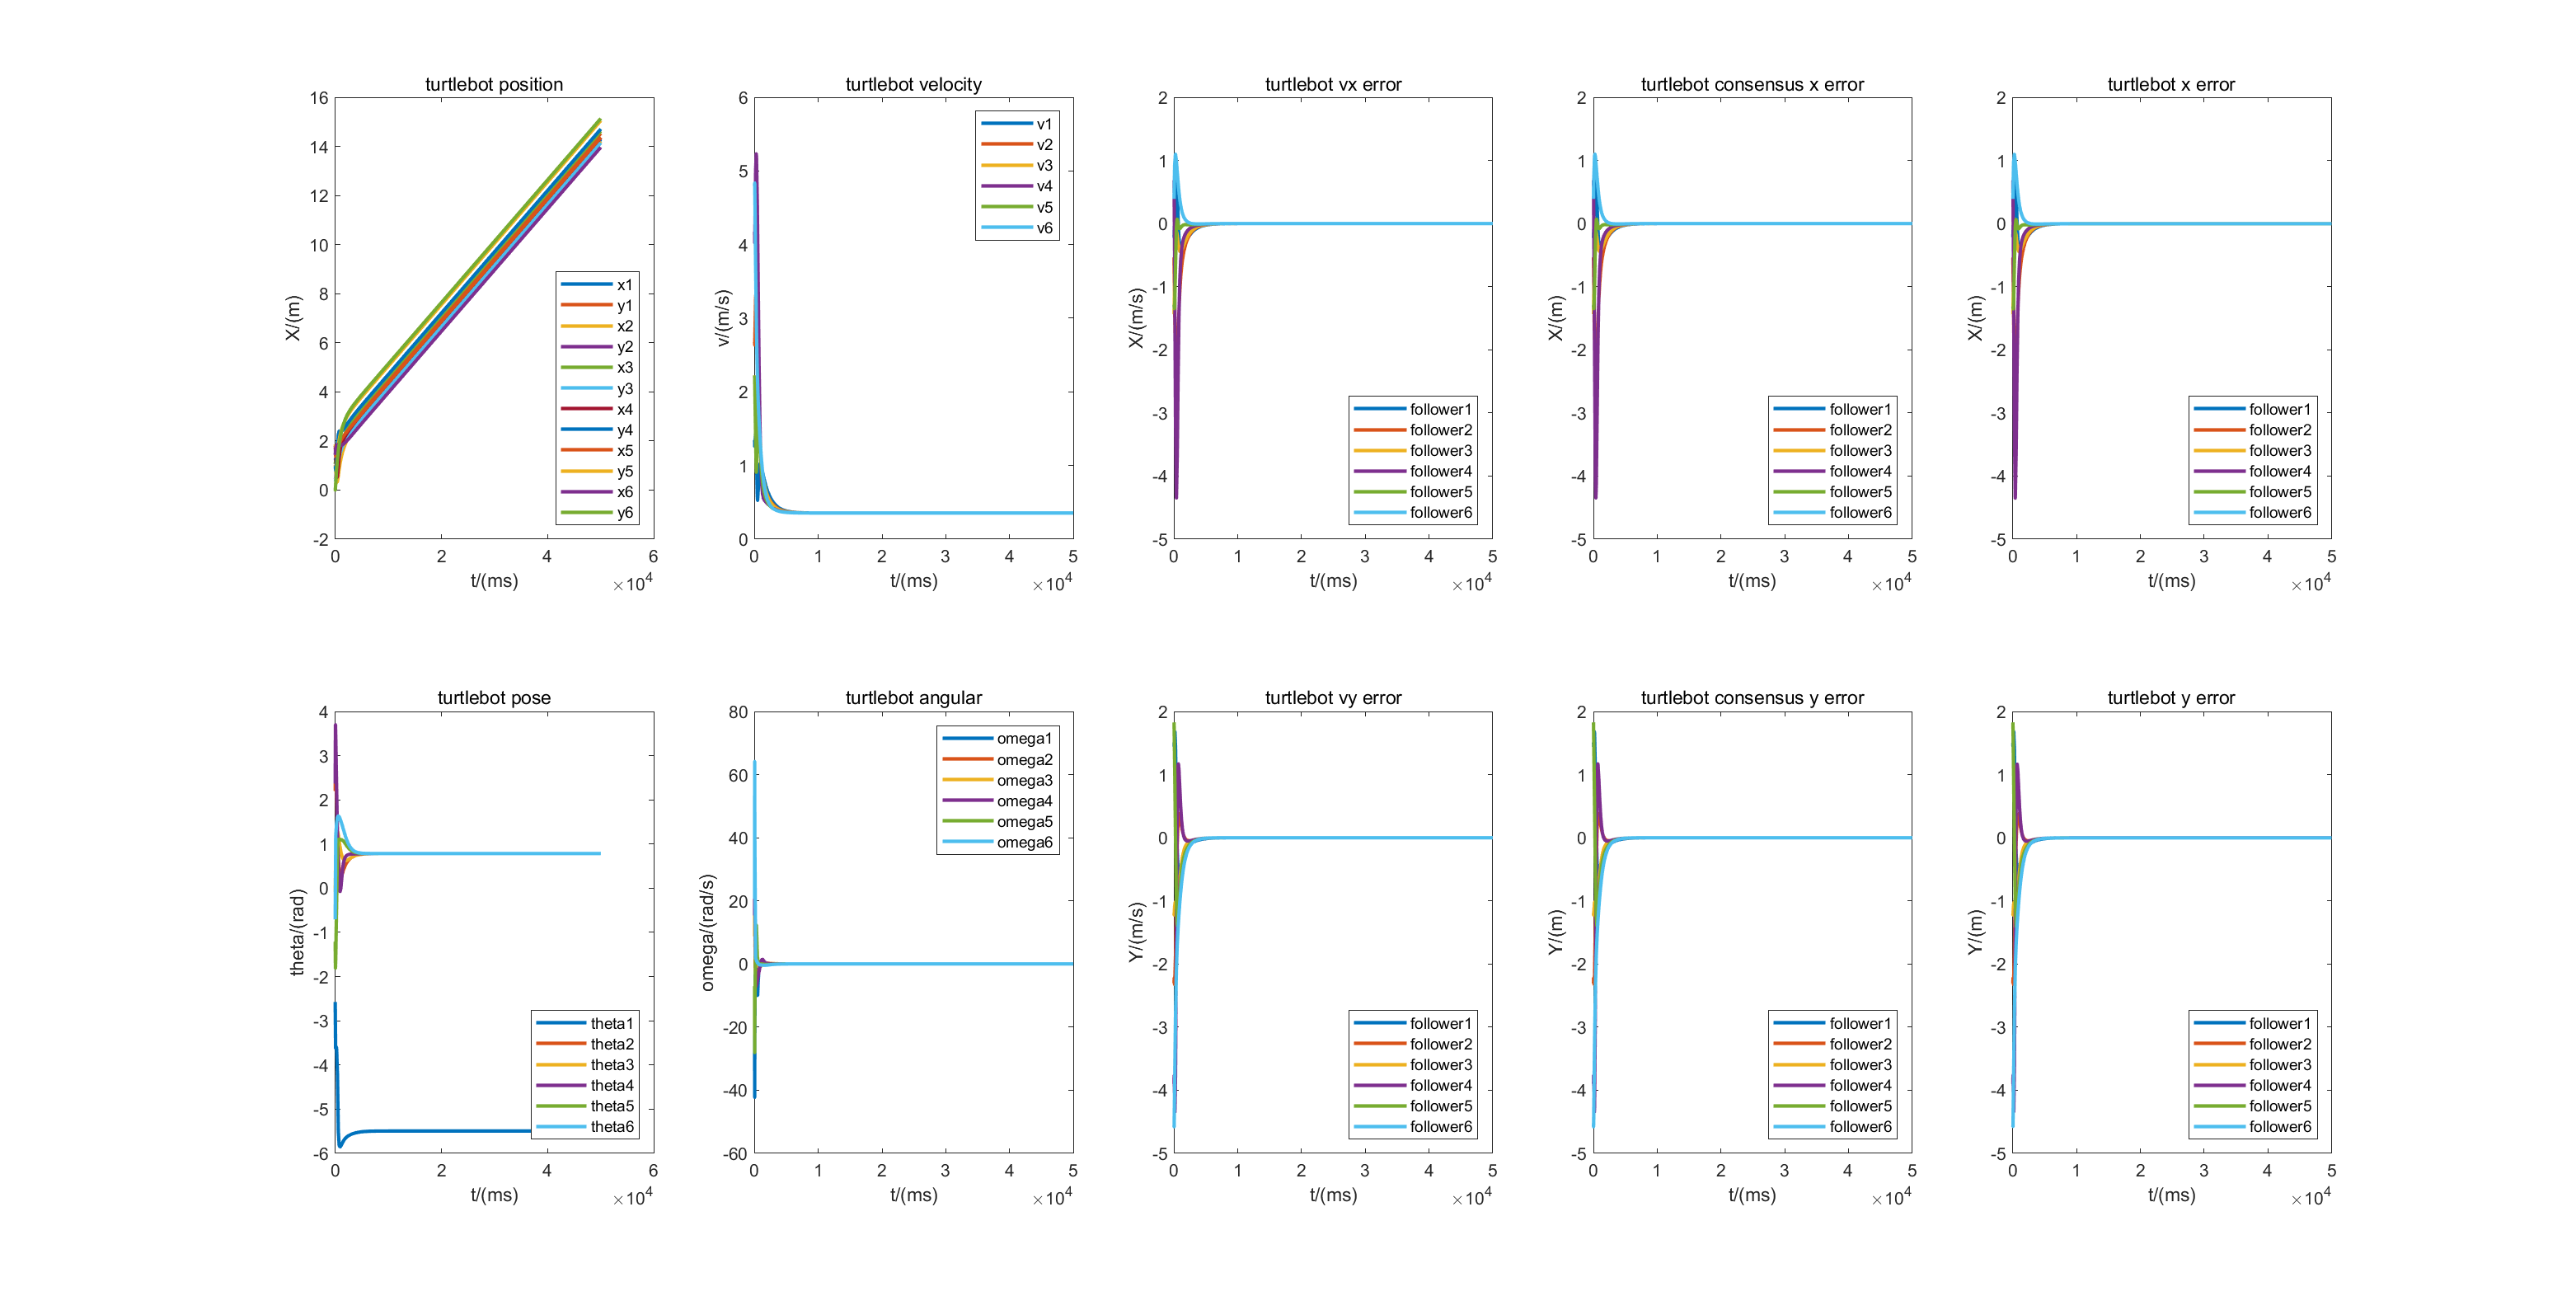 turtlebot position
16
14
12
10
8
6
4
2
0
-2
X/(m)
x1
y1
x2
y2
x3
y3
x4
y4
x5
y5
x6
y6
0 2 4 6
t/(ms)
×10^4
turtlebot velocity
6
5
4
3
2
1
0
v/(m/s)
v1
v2
v3
v4
v5
v6
0 1 2 3 4 5
t/(ms)
×10^4
turtlebot vx error
2
1
0
-1
-2
-3
-4
-5
X/(m/s)
follower1
follower2
follower3
follower4
follower5
follower6
0 1 2 3 4 5
t/(ms)
×10^4
turtlebot consensus x error
2
1
0
-1
-2
-3
-4
-5
X/(m)
follower1
follower2
follower3
follower4
follower5
follower6
0 1 2 3 4 5
t/(ms)
×10^4
turtlebot x error
2
1
0
-1
-2
-3
-4
-5
X/(m)
follower1
follower2
follower3
follower4
follower5
follower6
0 1 2 3 4 5
t/(ms)
×10^4
turtlebot pose
4
3
2
1
0
-1
-2
-3
-4
-5
-6
theta/(rad)
theta1
theta2
theta3
theta4
theta5
theta6
0 2 4 6
t/(ms)
×10^4
turtlebot angular
80
60
40
20
0
-20
-40
-60
omega/(rad/s)
omega1
omega2
omega3
omega4
omega5
omega6
0 1 2 3 4 5
t/(ms)
×10^4
turtlebot vy error
2
1
0
-1
-2
-3
-4
-5
Y/(m/s)
follower1
follower2
follower3
follower4
follower5
follower6
0 1 2 3 4 5
t/(ms)
×10^4
turtlebot consensus y error
2
1
0
-1
-2
-3
-4
-5
Y/(m)
follower1
follower2
follower3
follower4
follower5
follower6
0 1 2 3 4 5
t/(ms)
×10^4
turtlebot y error
2
1
0
-1
-2
-3
-4
-5
Y/(m)
follower1
follower2
follower3
follower4
follower5
follower6
0 1 2 3 4 5
t/(ms)
×10^4